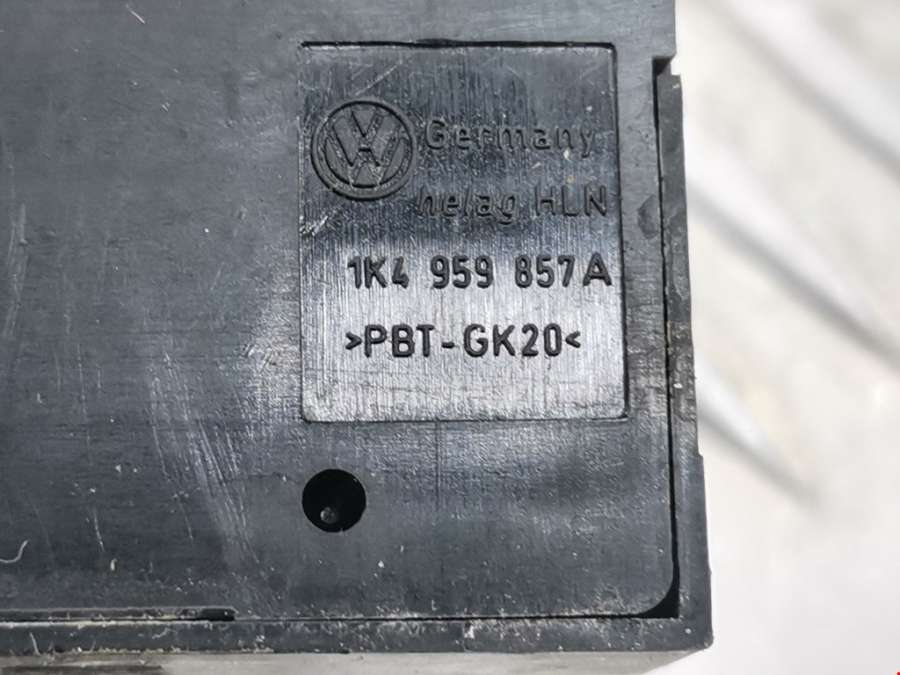 Germany
helag HLN
1K4 959 857A
>PBT-GK20<